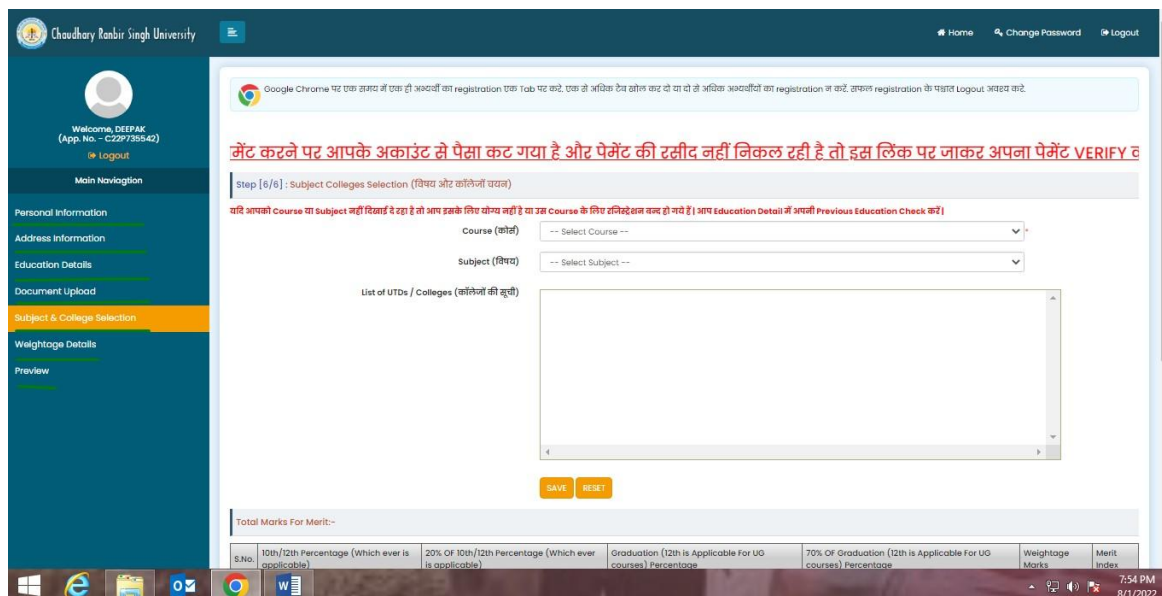 Chaudhary Ranbir Singh University
Home Change Password Logout
Welcome, DEEPAK
(App. No. - C22P735542)
Logout
Main Naviagtion
Personal Information
Address Information
Education Details
Document Upload
Subject & College Selection
Weightage Details
Preview
Google Chrome पर एक समय में एक ही अभ्यर्थी का registration एक Tab पर करे. एक से अधिक टैब खोल कर दो या दो से अधिक अभ्यर्थीयों का registration न करें. सफल registration के पश्चात Logout अवश्य करे.
मेंट करने पर आपके अकाउंट से पैसा कट गया है और पेमेंट की रसीद नहीं निकल रही है तो इस लिंक पर जाकर अपना पेमेंट VERIFY
Step [6/6] : Subject Colleges Selection (विषय और कॉलेजों चयन)
यदि आपको Course या Subject नहीं दिखाई दे रहा है तो आप इसके लिए योग्य नहीं है या उस Course के लिए रजिस्ट्रेशन बन्द हो गये हैं| आप Education Detail में अपनी Previous Education Check करें|
Course (कोर्स) -- Select Course -- *
Subject (विषय) -- Select Subject --
List of UTDs / Colleges (कॉलेजों की सूची)
SAVE RESET
Total Marks For Merit:-
S.No. 10th/12th Percentage (Which ever is applicable) 20% OF 10th/12th Percentage (Which ever is applicable) Graduation (12th is Applicable For UG courses) Percentage 70% OF Graduation (12th is Applicable For UG courses) Percentage Weightage Marks Merit Index
7:54 PM
8/1/2022